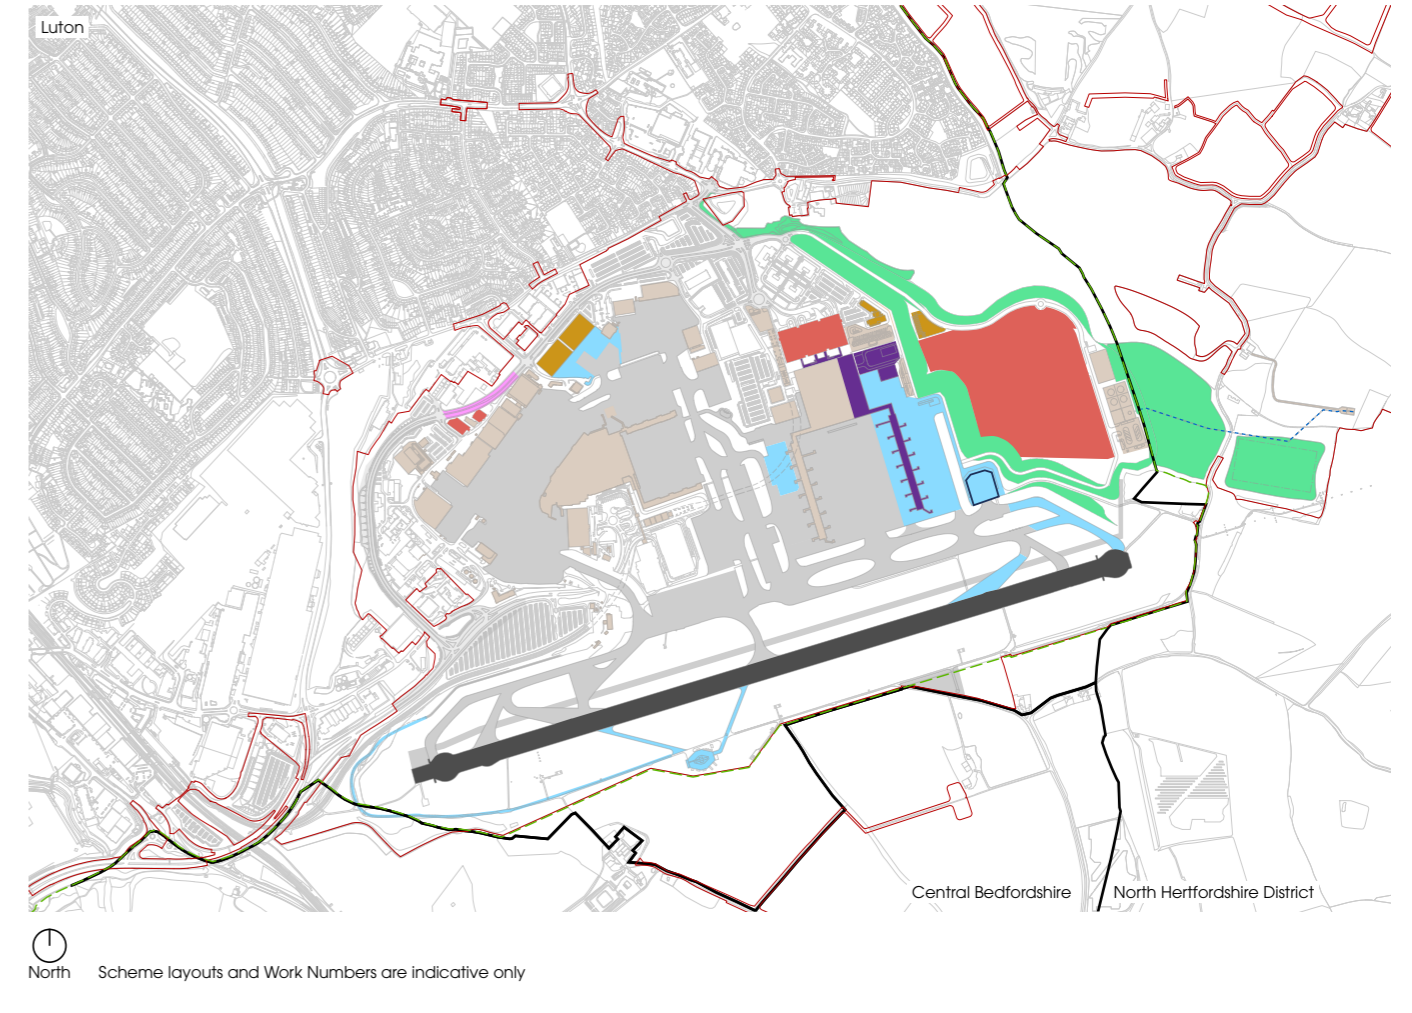 Luton
Central Bedfordshire
North Hertfordshire District
North
Scheme layouts and Work Numbers are indicative only